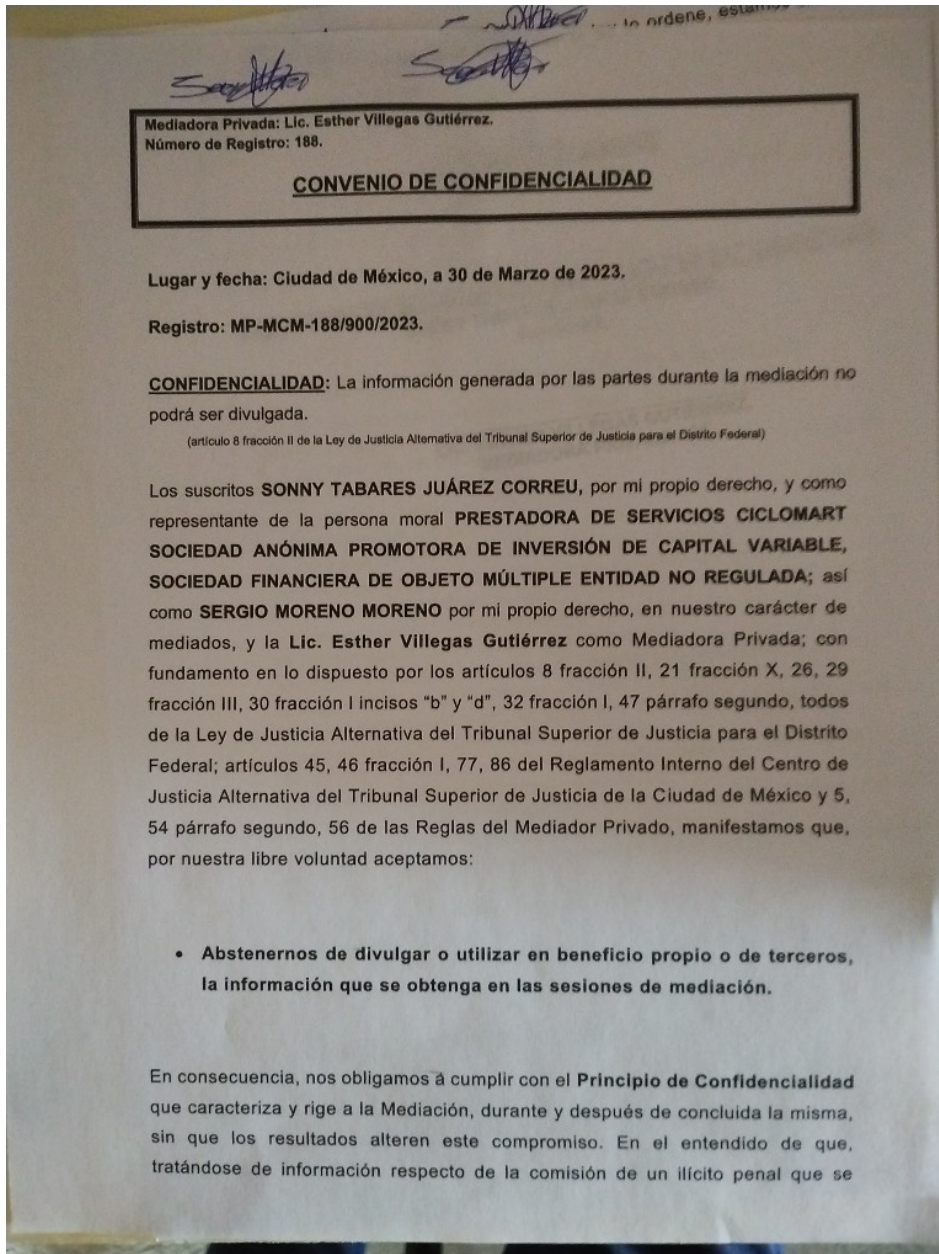 lo ordene,
Mediadora Privada: Lic. Esther Villegas Gutiérrez.
Número de Registro: 188.
CONVENIO DE CONFIDENCIALIDAD
Lugar y fecha: Ciudad de México, a 30 de Marzo de 2023.
Registro: MP-MCM-188/900/2023.
CONFIDENCIALIDAD: La información generada por las partes durante la mediación no
podrá ser divulgada.
(artículo 8 fracción II de la Ley de Justicia Alternativa del Tribunal Superior de Justicia para el Distrito Federal)
Los suscritos SONNY TABARES JUÁREZ CORREU, por mi propio derecho, y como
representante de la persona moral PRESTADORA DE SERVICIOS CICLOMART
SOCIEDAD ANÓNIMA PROMOTORA DE INVERSIÓN DE CAPITAL VARIABLE,
SOCIEDAD FINANCIERA DE OBJETO MÚLTIPLE ENTIDAD NO REGULADA; así
como SERGIO MORENO MORENO por mi propio derecho, en nuestro carácter de
mediados, y la Lic. Esther Villegas Gutiérrez como Mediadora Privada; con
fundamento en lo dispuesto por los artículos 8 fracción II, 21 fracción X, 26, 29
fracción III, 30 fracción I incisos “b” y “d”, 32 fracción I, 47 párrafo segundo, todos
de la Ley de Justicia Alternativa del Tribunal Superior de Justicia para el Distrito
Federal; artículos 45, 46 fracción I, 77, 86 del Reglamento Interno del Centro de
Justicia Alternativa del Tribunal Superior de Justicia de la Ciudad de México y 5,
54 párrafo segundo, 56 de las Reglas del Mediador Privado, manifestamos que,
por nuestra libre voluntad aceptamos:
• Abstenernos de divulgar o utilizar en beneficio propio o de terceros,
la información que se obtenga en las sesiones de mediación.
En consecuencia, nos obligamos a cumplir con el Principio de Confidencialidad
que caracteriza y rige a la Mediación, durante y después de concluida la misma,
sin que los resultados alteren este compromiso. En el entendido de que,
tratándose de información respecto de la comisión de un ilícito penal que se